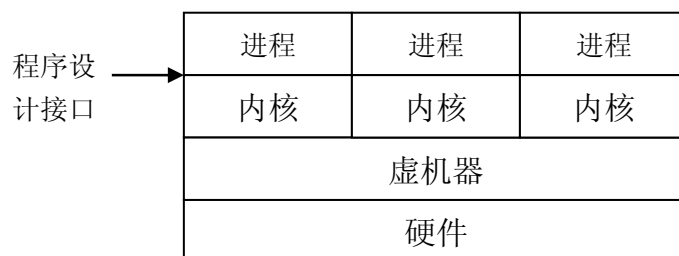 进程 进程 进程
程序设
计接口
内核 内核 内核
虚机器
硬件